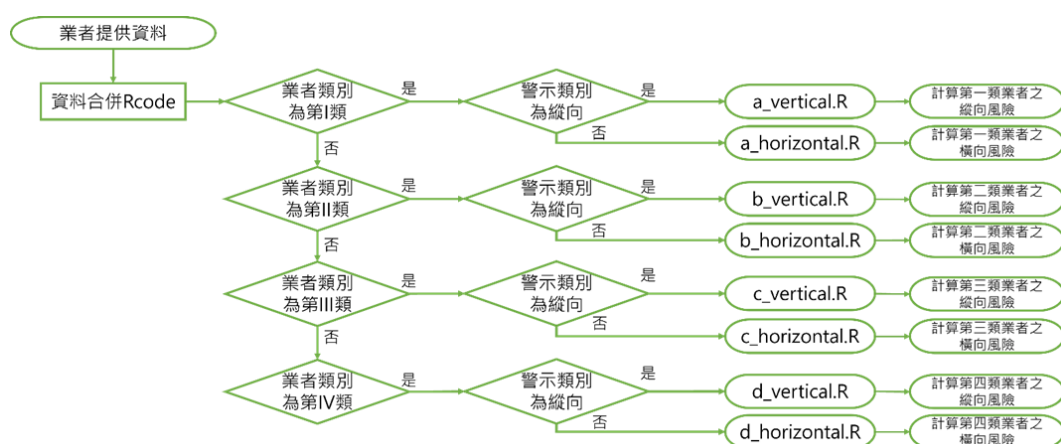 業者提供資料
資料合併Rcode
業者類別
為第I類
是
警示類別
為縱向
是
a_vertical.R
計算第一類業者之
縱向風險
否
a_horizontal.R
計算第一類業者之
橫向風險
否
業者類別
為第II類
是
警示類別
為縱向
是
b_vertical.R
計算第二類業者之
縱向風險
否
b_horizontal.R
計算第二類業者之
橫向風險
否
業者類別
為第III類
是
警示類別
為縱向
是
c_vertical.R
計算第三類業者之
縱向風險
否
c_horizontal.R
計算第三類業者之
橫向風險
否
業者類別
為第IV類
是
警示類別
為縱向
是
d_vertical.R
計算第四類業者之
縱向風險
否
d_horizontal.R
計算第四類業者之
橫向風險